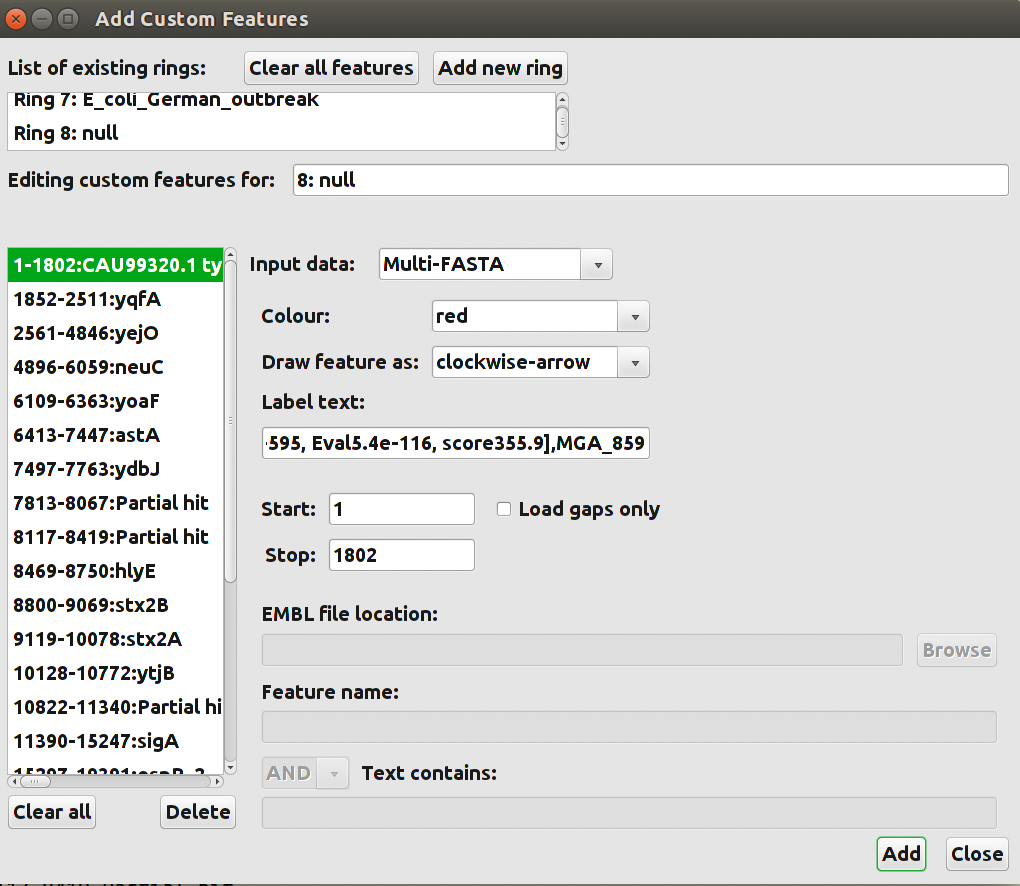 Add Custom Features
List of existing rings:
Clear all features
Add new ring
Ring 7: E_coli_German_outbreak
Ring 8: null
Editing custom features for:
8: null
1-1802:CAU99320.1 ty
1852-2511:yqfA
2561-4846:yejO
4896-6059:neuC
6109-6363:yoaF
6413-7447:astA
7497-7763:ydbJ
7813-8067:Partial hit
8117-8419:Partial hit
8469-8750:hlyE
8800-9069:stx2B
9119-10078:stx2A
10128-10772:ytjB
10822-11340:Partial hi
11390-15247:sigA
Clear all
Delete
Input data:
Multi-FASTA
Colour:
red
Draw feature as:
clockwise-arrow
Label text:
-595, Eval5.4e-116, score355.9],MGA_859
Start:
1
Load gaps only
Stop:
1802
EMBL file location:
Browse
Feature name:
AND
Text contains:
Add
Close